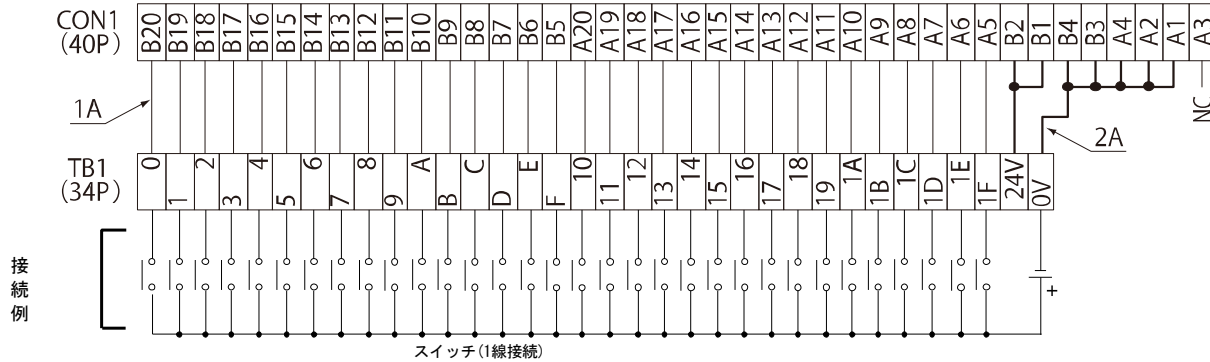 CON1
(40P)
B20 B19 B18 B17 B16 B15 B14 B13 B12 B11 B10 B9 B8 B7 B6 B5 A20 A19 A18 A17 A16 A15 A14 A13 A12 A11 A10 A9 A8 A7 A6 A5 B2 B1 B4 B3 A4 A2 A1 A3
1A
NC
2A
TB1
(34P)
0 1 2 3 4 5 6 7 8 9 A B C D E F 10 11 12 13 14 15 16 17 18 19 1A 1B 1C 1D 1E 1F 24V 0V
接続例
+
スイッチ(1線接続)